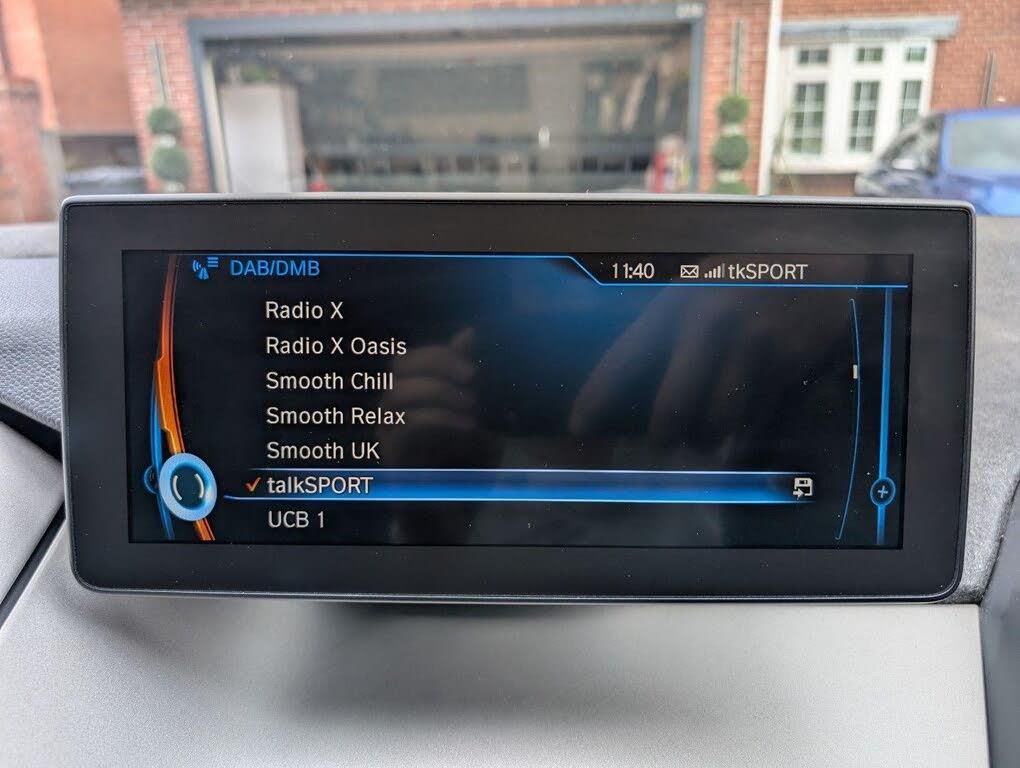 DAB/DMB 11:40 tkSPORT
Radio X
Radio X Oasis
Smooth Chill
Smooth Relax
Smooth UK
talkSPORT
UCB 1